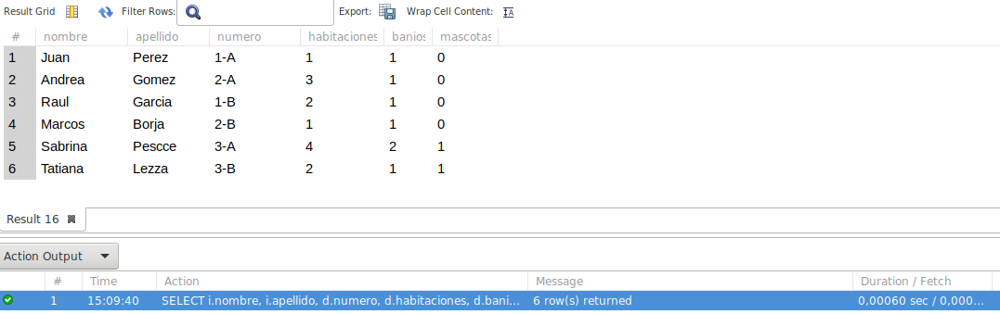 Result Grid Filter Rows: Export: Wrap Cell Content:
# nombre apellido numero habitaciones banios mascotas
1 Juan Perez 1-A 1 1 0
2 Andrea Gomez 2-A 3 1 0
3 Raul Garcia 1-B 2 1 0
4 Marcos Borja 2-B 1 1 0
5 Sabrina Pescce 3-A 4 2 1
6 Tatiana Lezza 3-B 2 1 1
Result 16
Action Output
# Time Action Message Duration / Fetch
1 15:09:40 SELECT i.nombre, i.apellido, d.numero, d.habitaciones, d.bani... 6 row(s) returned 0,00060 sec / 0,000...